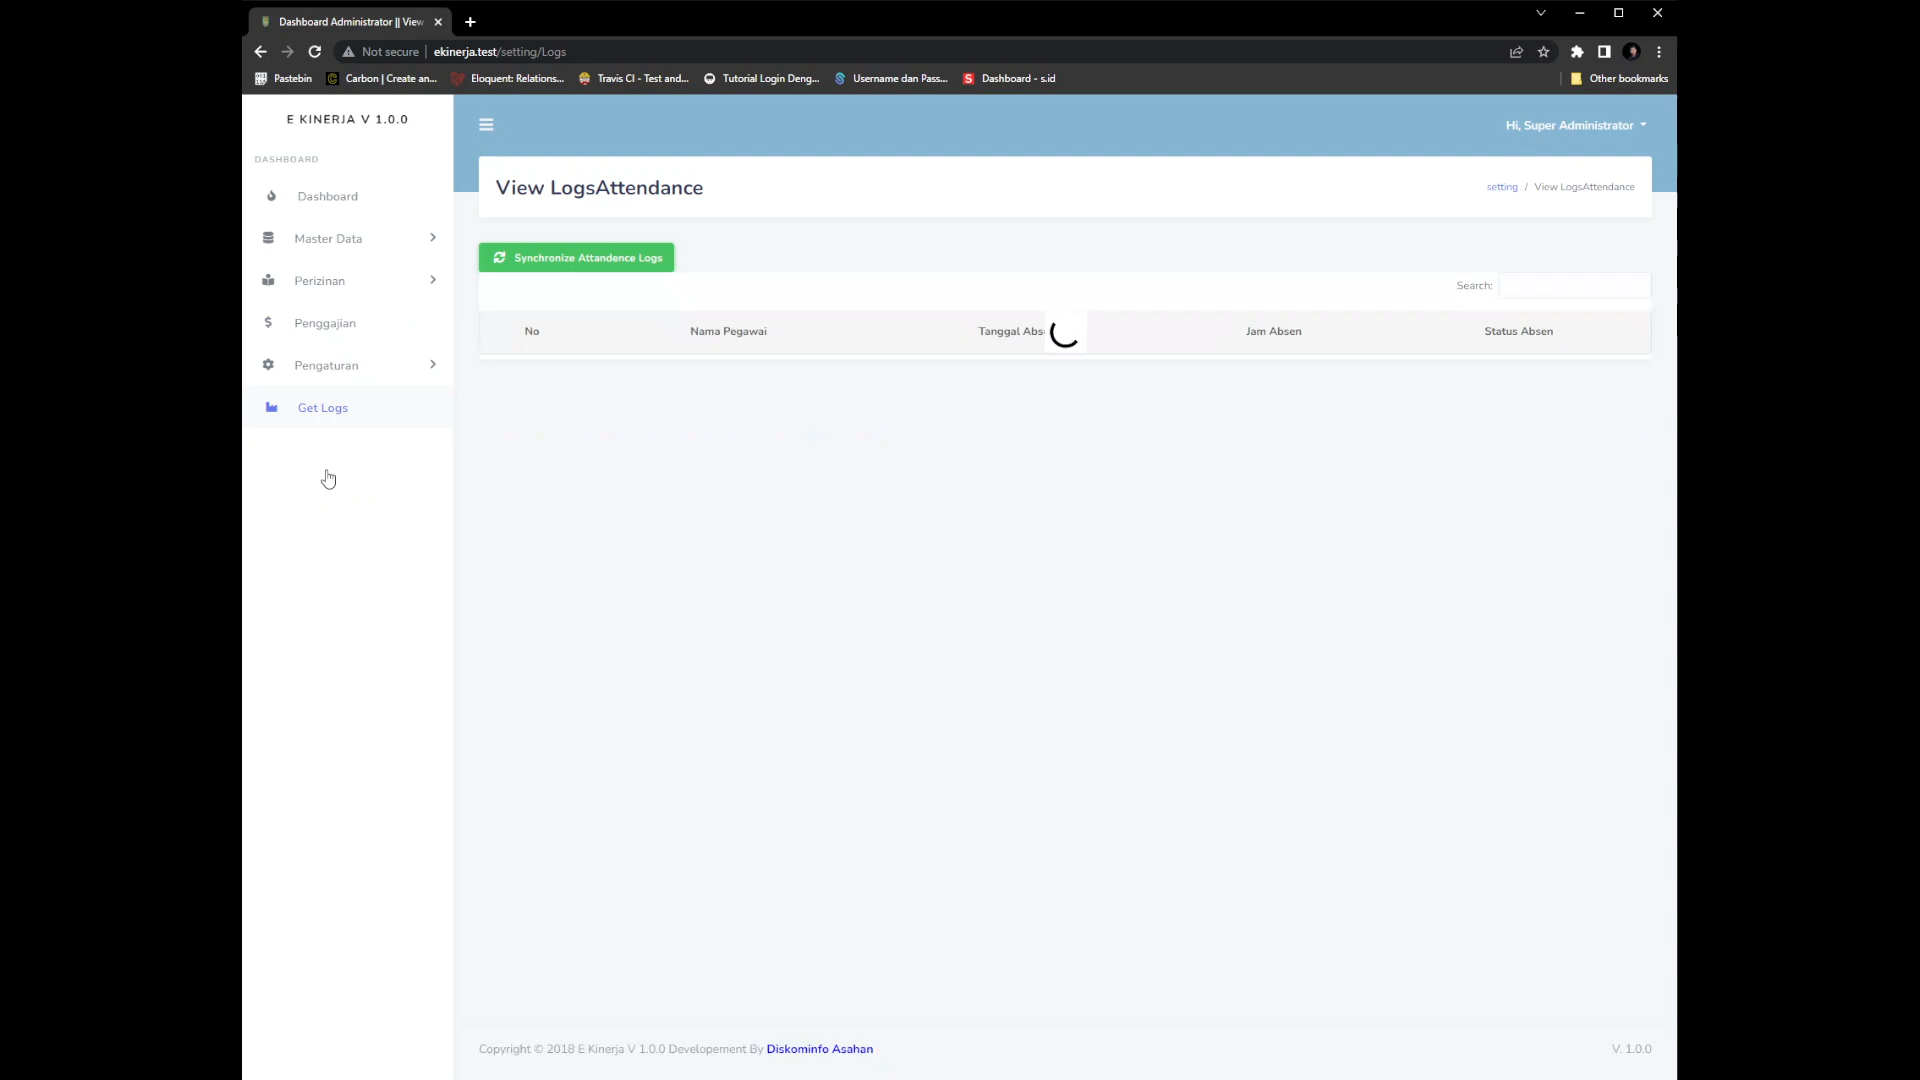 Dashboard Administrator || View
Not secure | ekinerja.test/setting/Logs
Pastebin Carbon | Create an... Eloquent: Relations... Travis CI - Test and... Tutorial Login Deng... Username dan Pass... Dashboard - s.id Other bookmarks
E KINERJA V 1.0.0
Hi, Super Administrator
DASHBOARD
Dashboard
Master Data
Perizinan
Penggajian
Pengaturan
Get Logs
View LogsAttendance
setting / View LogsAttendance
Synchronize Attandence Logs
Search:
No Nama Pegawai Tanggal Abs Jam Absen Status Absen
Copyright © 2018 E Kinerja V 1.0.0 Developement By Diskominfo Asahan
V. 1.0.0